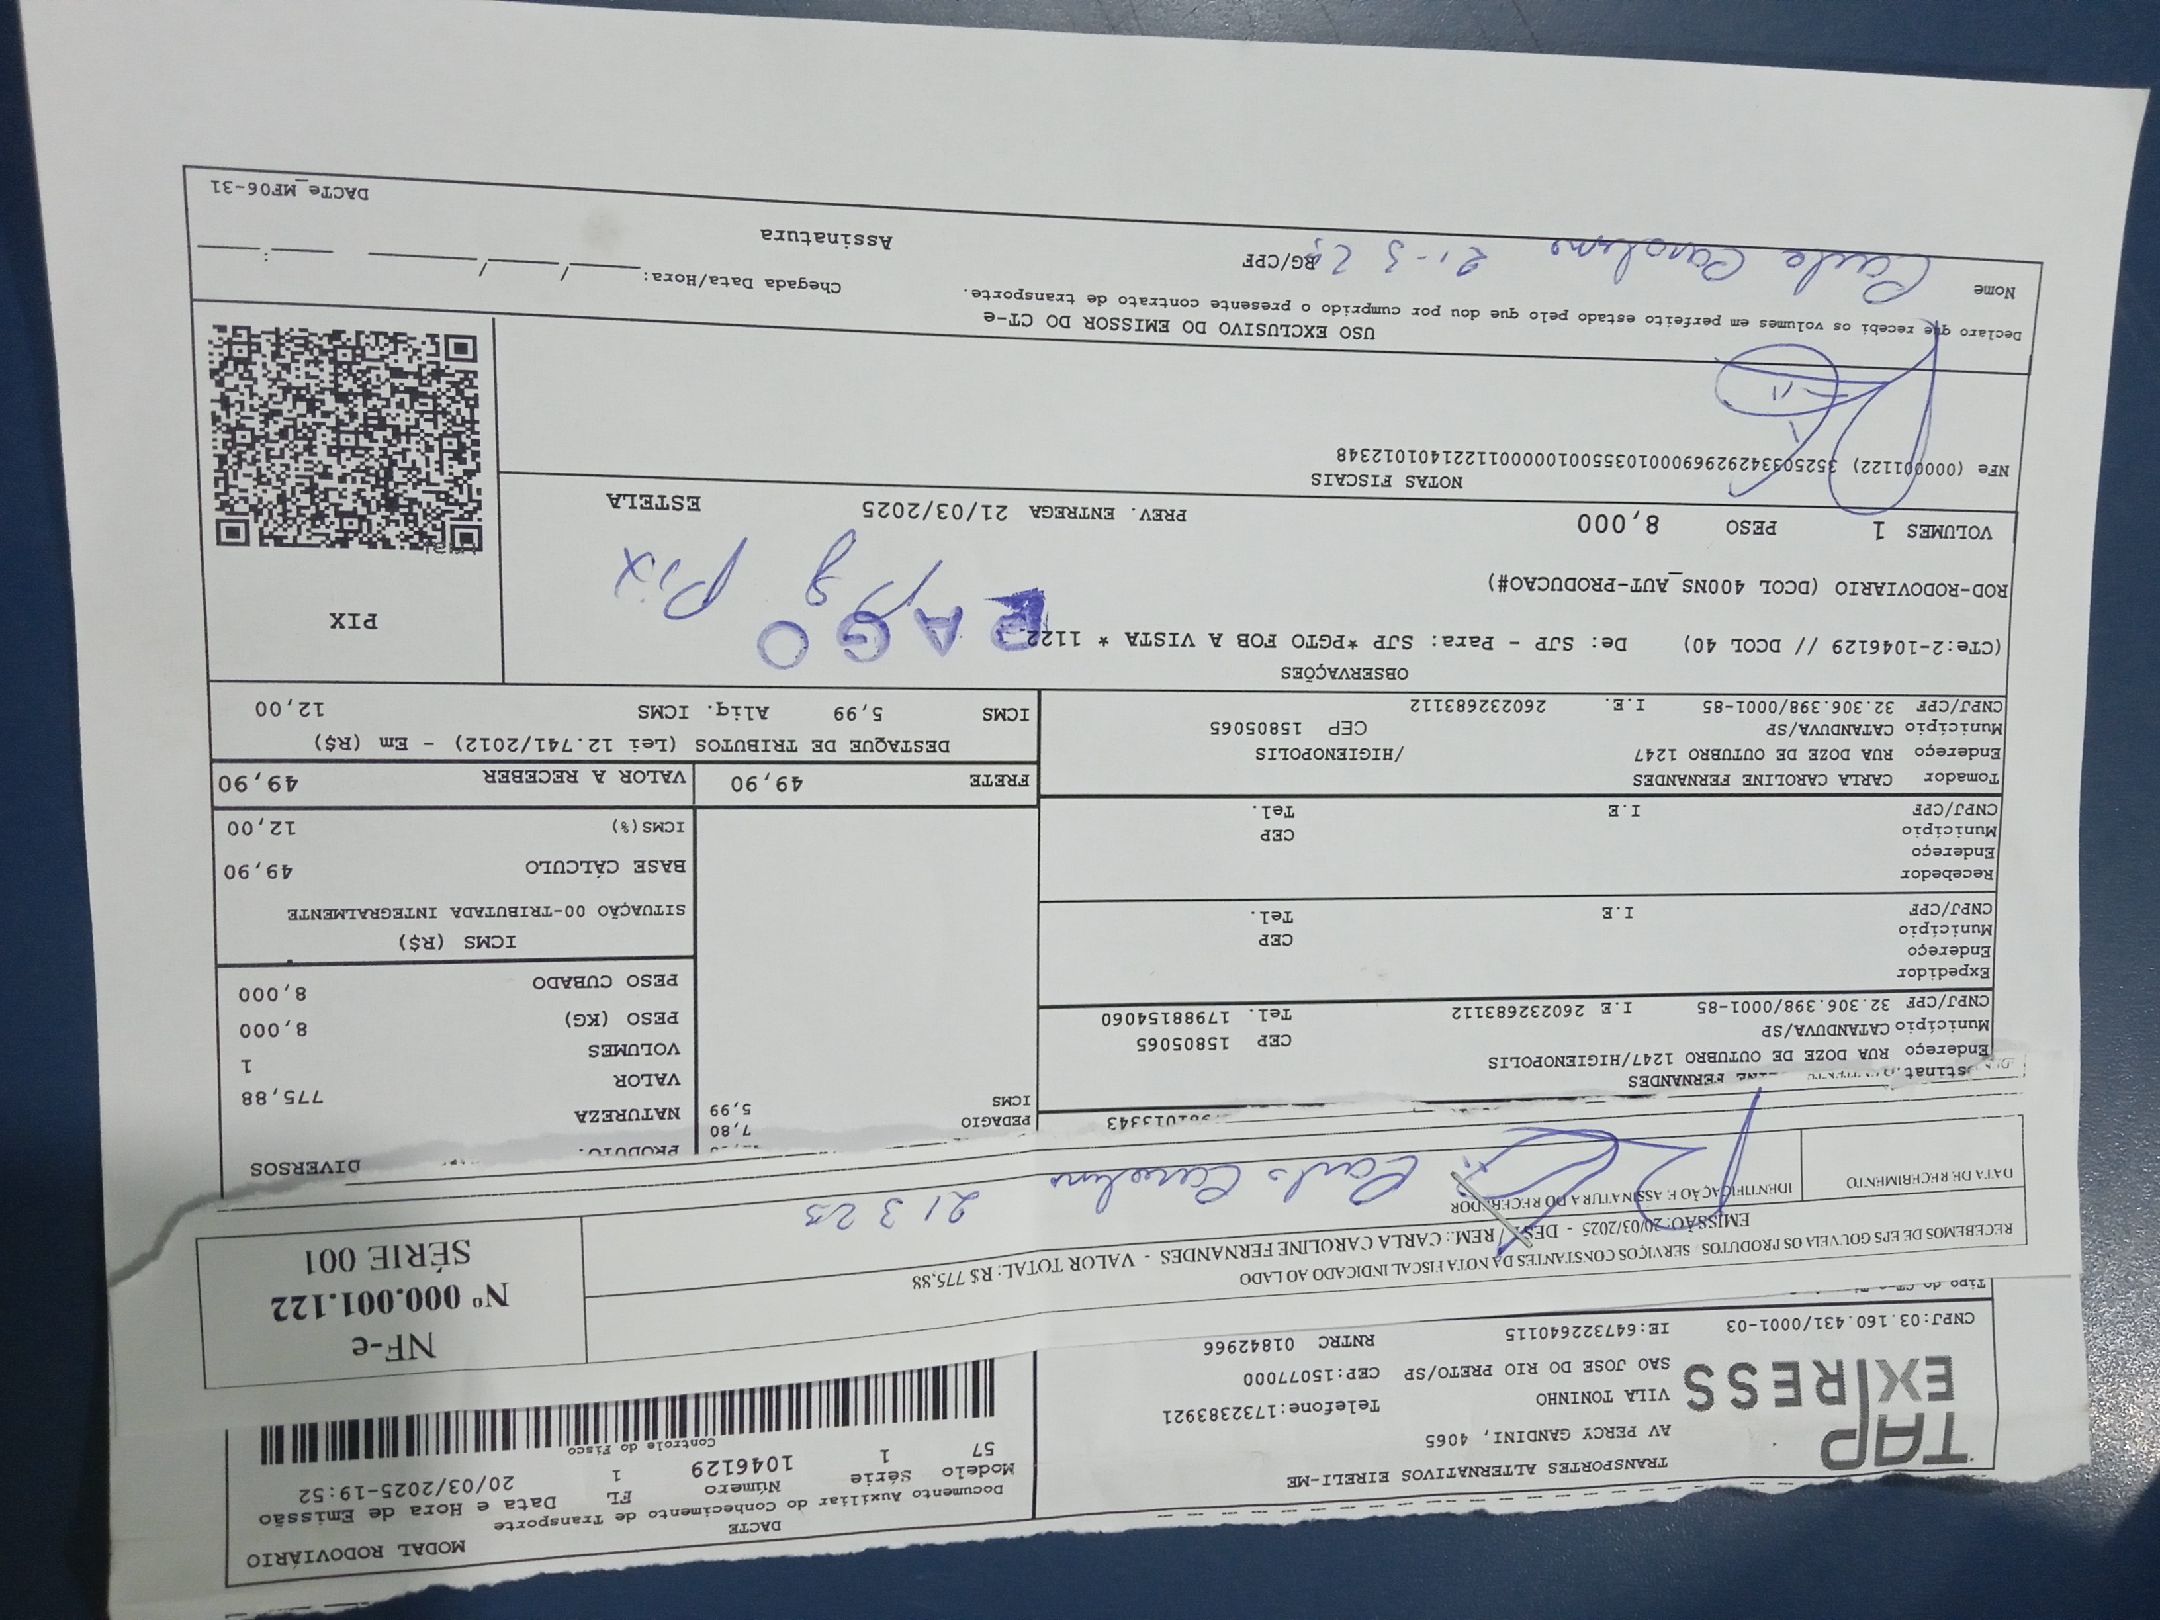 MODAL RODOVIÁRIO
DACTE
Documento Auxiliar do Conhecimento de Transporte
Modelo Série Número FL Data e Hora de Emissão
57 1 1046129 1 20/03/2025-19:52
Controle do Fisco
TAP
EXPRESS
TRANSPORTES ALTERNATIVOS EIRELI-ME
AV PERCY GANDINI, 4065
VILA TONINHO Telefone:1732383921
SAO JOSE DO RIO PRETO/SP CEP:15077000
CNPJ:03.160.431/0001-03 IE:647322640115 RNTRC 01842966
NF-e
Nº 000.001.122
SÉRIE 001
RECEBEMOS DE EPS GOUVEIA OS PRODUTOS / SERVIÇOS CONSTANTES DA NOTA FISCAL INDICADO AO LADO
EMISSÃO: 20/03/2025 - DEST / REM.: CARLA CAROLINE FERNANDES - VALOR TOTAL: R$ 775,88
DATA DE RECEBIMENTO
IDENTIFICAÇÃO E ASSINATURA DO RECEBEDOR
Carla Caroline 21 3 25
DIVERSOS
PEDAGIO 7,80
ICMS 5,99
NATUREZA
VALOR 775,88
VOLUMES 1
PESO (KG) 8,000
PESO CUBADO 8,000
FERNANDES
Endereço RUA DOZE DE OUTUBRO 1247/HIGIENOPOLIS
Município CATANDUVA/SP CEP 15805065
CNPJ/CPF 32.306.398/0001-85 I.E 260232683112 Tel. 17988154060
Expedidor
Endereço
Município CEP
CNPJ/CPF I.E Tel.
Recebedor
Endereço
Município CEP
CNPJ/CPF I.E Tel.
ICMS (R$)
SITUAÇÃO 00-TRIBUTADA INTEGRALMENTE
BASE CÁLCULO 49,90
ICMS(%) 12,00
Tomador CARLA CAROLINE FERNANDES
Endereço RUA DOZE DE OUTUBRO 1247 /HIGIENOPOLIS
Município CATANDUVA/SP CEP 15805065
CNPJ/CPF 32.306.398/0001-85 I.E. 260232683112
FRETE 49,90 VALOR A RECEBER 49,90
DESTAQUE DE TRIBUTOS (Lei 12.741/2012) - Em (R$)
ICMS 5,99 Aliq. ICMS 12,00
OBSERVAÇÕES
(CTe:2-1046129 // DCOL 40) De: SJP - Para: SJP *PGTO FOB A VISTA * 1122
PAGO
ROD-RODOVIARIO (DCOL 400NS_AUT-PRODUCAO#)
Pix
PIX
VOLUMES 1 PESO 8,000 PREV. ENTREGA 21/03/2025 ESTELA
NOTAS FISCAIS
NFe (000001122) 35250334292969000103550010000011221401012348
USO EXCLUSIVO DO EMISSOR DO CT-e
Declaro que recebi os volumes em perfeito estado pelo que dou por cumprido o presente contrato de transporte.
Nome Carla Caroline 21-3 25 RG/CPF
Chegada Data/Hora: ____/____/____ ____:____
Assinatura
DACTe_MF06-31